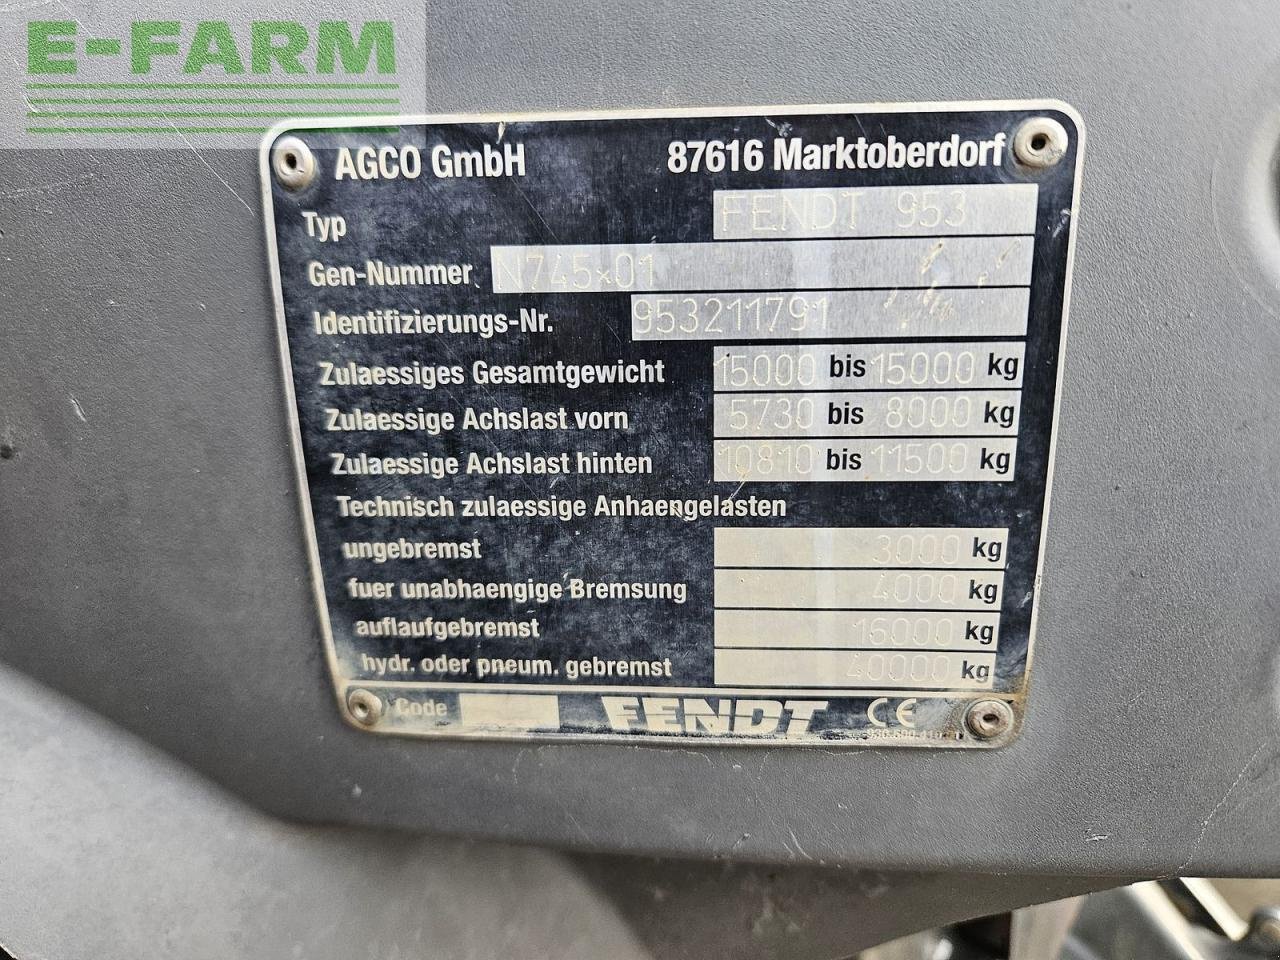 E-FARM
AGCO GmbH 87616 Marktoberdorf
Typ FENDT 953
Gen-Nummer N745×01
Identifizierungs-Nr. 953211791
Zulaessiges Gesamtgewicht 15000 bis 15000 kg
Zulaessige Achslast vorn 5730 bis 8000 kg
Zulaessige Achslast hinten 10810 bis 11500 kg
Technisch zulaessige Anhaengelasten
ungebremst 3000 kg
fuer unabhaengige Bremsung 4000 kg
auflaufgebremst 16000 kg
hydr. oder pneum. gebremst 40000 kg
Code FENDT CE